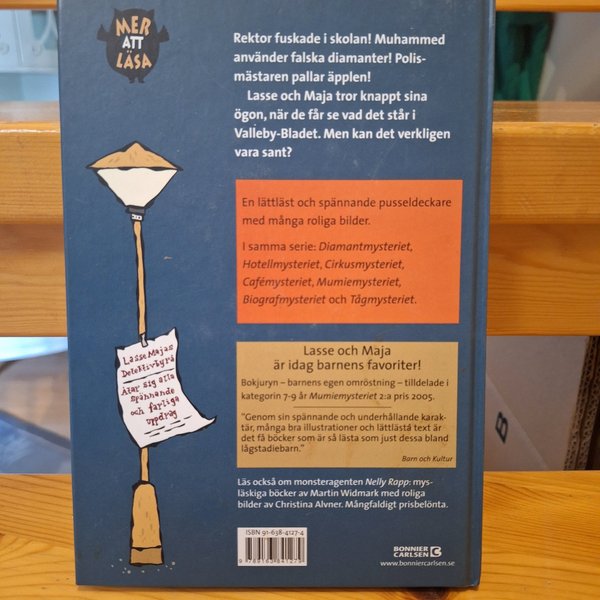 MER
ATT
LÄSA
Rektor fuskade i skolan! Muhammed
använder falska diamanter! Polis-
mästaren pallar äpplen!
Lasse och Maja tror knappt sina
ögon, när de får se vad det står i
Valleby-Bladet. Men kan det verkligen
vara sant?
En lättläst och spännande pusseldeckare
med många roliga bilder.
I samma serie: Diamantmysteriet,
Hotellmysteriet, Cirkusmysteriet,
Cafémysteriet, Mumiemysteriet,
Biografmysteriet och Tågmysteriet.
LasseMajas
Detektivbyrå
Åtar sig alla
spännande
och farliga
uppdrag
Lasse och Maja
är idag barnens favoriter!
Bokjuryn – barnens egen omröstning – tilldelade i
kategorin 7-9 år Mumiemysteriet 2:a pris 2005.
"Genom sin spännande och underhållande karak-
tär, många bra illustrationer och lättlästa text är
det få böcker som är så lästa som just dessa bland
lågstadiebarn."
Barn och Kultur
Läs också om monsteragenten Nelly Rapp: mys-
läskiga böcker av Martin Widmark med roliga
bilder av Christina Alvner. Mångfaldigt prisbelönta.
ISBN 91-638-4127-4
9 789163 841279
BONNIER
CARLSEN
www.bonniercarlsen.se